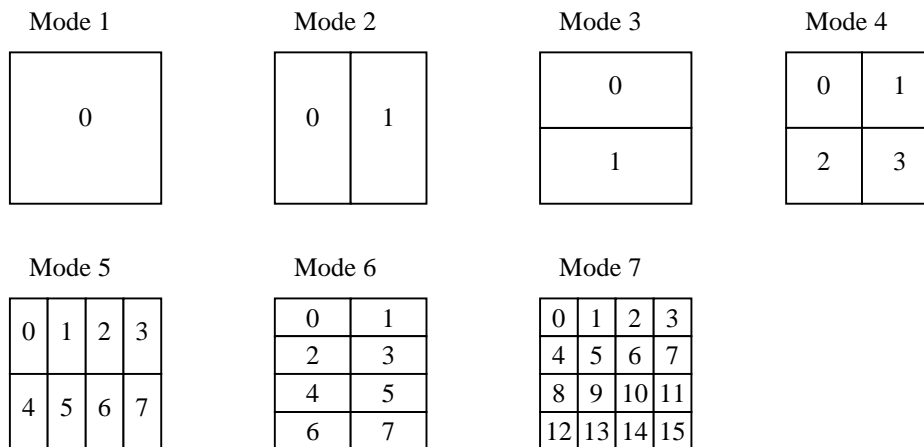 Mode 1 Mode 2 Mode 3 Mode 4
0 0 1 0 0 1
1 2 3
Mode 5 Mode 6 Mode 7
0 1 2 3 0 1 0 1 2 3
2 3 4 5 6 7
4 5 6 7 4 5 8 9 10 11
6 7 12 13 14 15